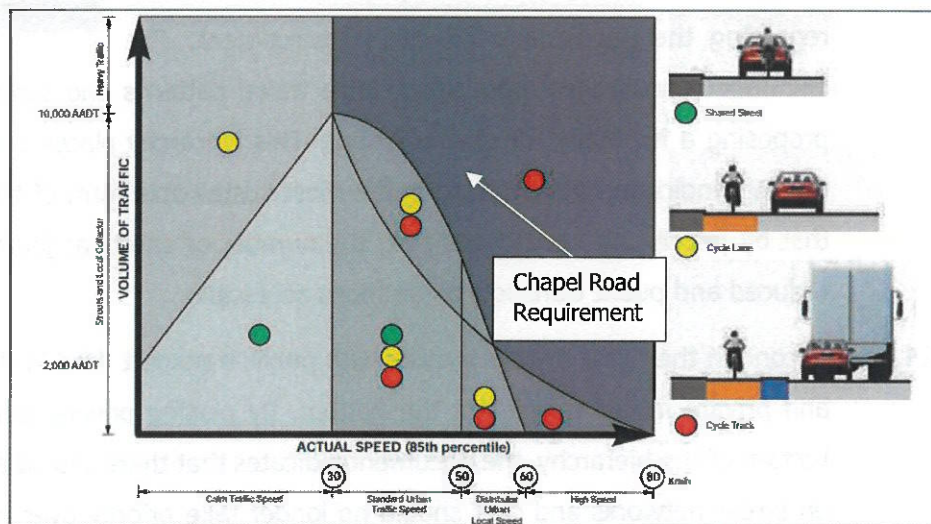 Heavy Traffic
10,000 AADT
VOLUME OF TRAFFIC
Streets and Local Collector
2,000 AADT
Chapel Road
Requirement
Shared Street
Cycle Lane
Cycle Track
ACTUAL SPEED (85th percentile)
30 50 60 80 Km/h
Calm Traffic Speed
Standard Urban
Traffic Speed
Distributor
Urban
Local Speed
High Speed